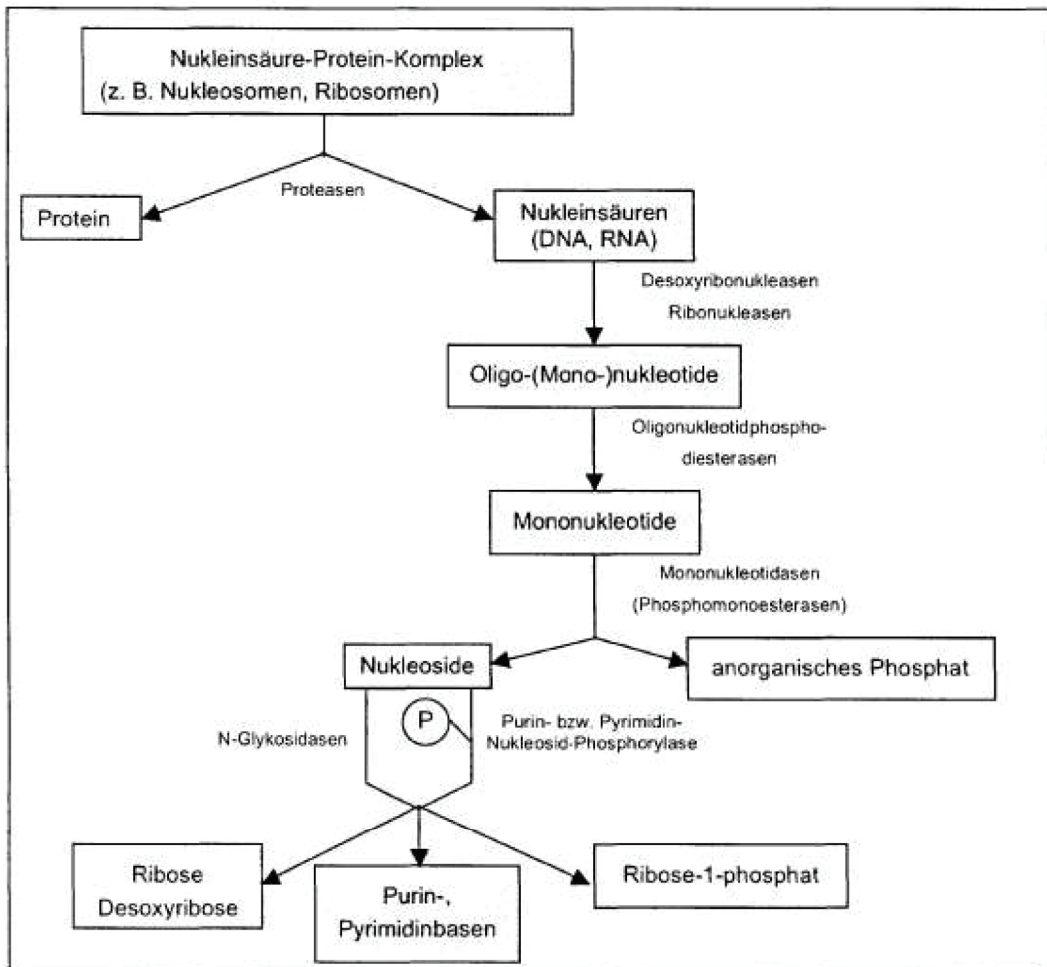 Nukleinsäure-Protein-Komplex
(z. B. Nukleosomen, Ribosomen)
Proteasen
Protein
Nukleinsäuren
(DNA, RNA)
Desoxyribonukleasen
Ribonukleasen
Oligo-(Mono-)nukleotide
Oligonukleotidphospho-
diesterasen
Mononukleotide
Mononukleotidasen
(Phosphomonoesterasen)
Nukleoside
anorganisches Phosphat
P
N-Glykosidasen
Purin- bzw. Pyrimidin-
Nukleosid-Phosphorylase
Ribose
Desoxyribose
Purin-,
Pyrimidinbasen
Ribose-1-phosphat